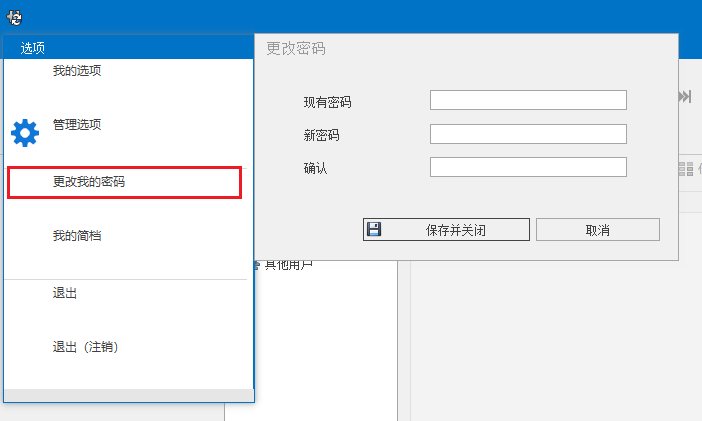 选项
我的选项
管理选项
更改我的密码
我的简档
退出
退出（注销）
更改密码
现有密码
新密码
确认
保存并关闭
取消
其他用户